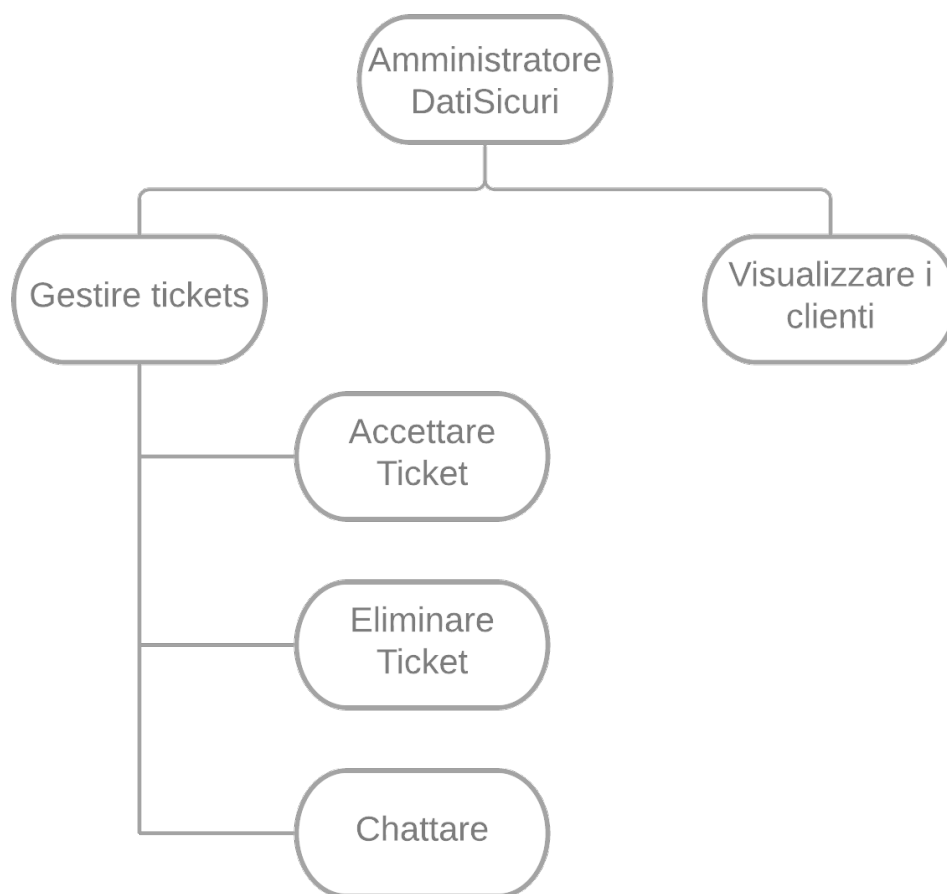 Amministratore
DatiSicuri
Gestire tickets
Visualizzare i
clienti
Accettare
Ticket
Eliminare
Ticket
Chattare